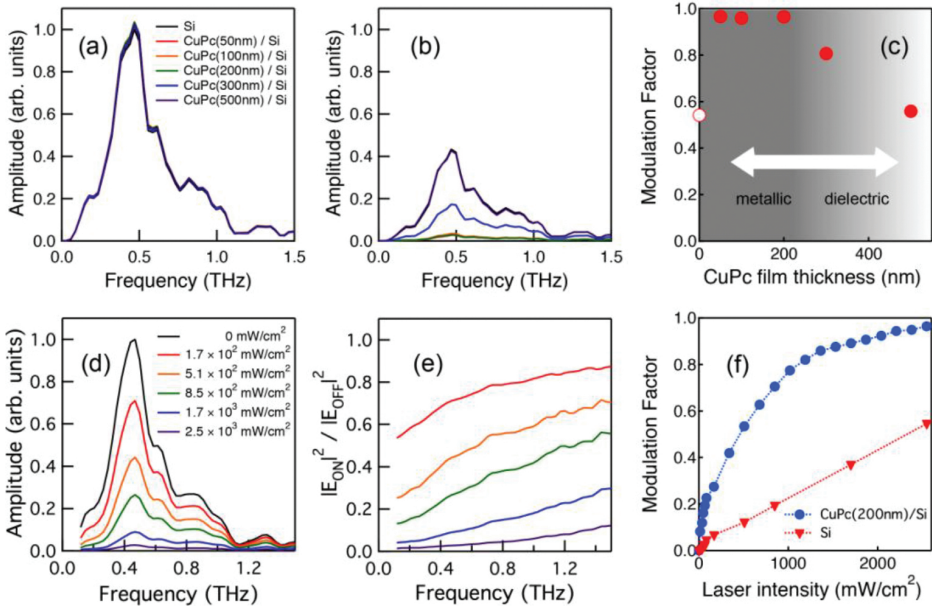 (a)
Si
CuPc(50nm) / Si
CuPc(100nm) / Si
CuPc(200nm) / Si
CuPc(300nm) / Si
CuPc(500nm) / Si
Amplitude (arb. units)
1.0
0.8
0.6
0.4
0.2
0.0
0.0 0.5 1.0 1.5
Frequency (THz)
(b)
Amplitude (arb. units)
1.0
0.8
0.6
0.4
0.2
0.0
0.0 0.5 1.0 1.5
Frequency (THz)
(c)
Modulation Factor
1.0
0.8
0.6
0.4
0.2
0.0
metallic dielectric
0 200 400
CuPc film thickness (nm)
(d)
0 mW/cm²
1.7 × 10² mW/cm²
5.1 × 10² mW/cm²
8.5 × 10² mW/cm²
1.7 × 10³ mW/cm²
2.5 × 10³ mW/cm²
Amplitude (arb. units)
1.0
0.8
0.6
0.4
0.2
0.0
0.0 0.4 0.8 1.2
Frequency (THz)
(e)
|E_ON|² / |E_OFF|²
1.0
0.8
0.6
0.4
0.2
0.0
0.0 0.4 0.8 1.2
Frequency (THz)
(f)
Modulation Factor
1.0
0.8
0.6
0.4
0.2
0.0
CuPc(200nm)/Si
Si
0 1000 2000
Laser intensity (mW/cm²)